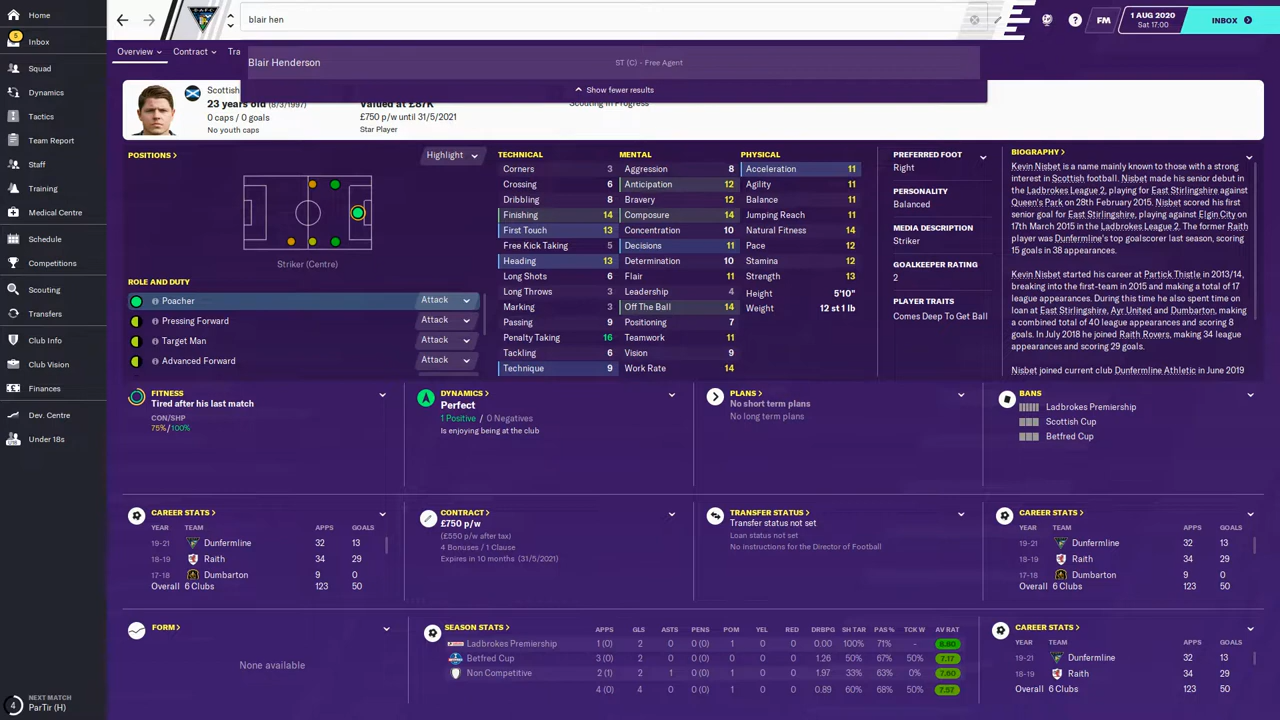 Home
blair hen
FM
1 AUG 2020
Sat 17:00
INBOX
5
Inbox
Squad
Dynamics
Tactics
Team Report
Staff
Training
Medical Centre
Schedule
Competitions
Scouting
Transfers
Club Info
Club Vision
Finances
Dev. Centre
Under 18s
4
NEXT MATCH
ParTir (H)
Overview
Contract
Tra
Blair Henderson
ST (C) - Free Agent
Show fewer results
Scottish
23 years old (8/3/1997)
0 caps / 0 goals
No youth caps
Valued at £87K
£750 p/w until 31/5/2021
Star Player
Scouting In Progress
POSITIONS
Highlight
Striker (Centre)
ROLE AND DUTY
Poacher Attack
Pressing Forward Attack
Target Man Attack
Advanced Forward Attack
TECHNICAL
Corners 3
Crossing 6
Dribbling 8
Finishing 14
First Touch 13
Free Kick Taking 5
Heading 13
Long Shots 6
Long Throws 3
Marking 3
Passing 9
Penalty Taking 16
Tackling 6
Technique 9
MENTAL
Aggression 8
Anticipation 12
Bravery 12
Composure 14
Concentration 10
Decisions 11
Determination 10
Flair 11
Leadership 4
Off The Ball 14
Positioning 7
Teamwork 11
Vision 9
Work Rate 14
PHYSICAL
Acceleration 11
Agility 11
Balance 11
Jumping Reach 11
Natural Fitness 14
Pace 12
Stamina 12
Strength 13
Height 5'10"
Weight 12 st 1 lb
PREFERRED FOOT
Right
PERSONALITY
Balanced
MEDIA DESCRIPTION
Striker
GOALKEEPER RATING
2
PLAYER TRAITS
Comes Deep To Get Ball
BIOGRAPHY
Kevin Nisbet is a name mainly known to those with a strong
interest in Scottish football. Nisbet made his senior debut in
the Ladbrokes League 2, playing for East Stirlingshire against
Queen's Park on 28th February 2015. Nisbet scored his first
senior goal for East Stirlingshire, playing against Elgin City on
17th March 2015 in the Ladbrokes League 2. The former Raith
player was Dunfermline's top goalscorer last season, scoring
15 goals in 38 appearances.
Kevin Nisbet started his career at Partick Thistle in 2013/14,
breaking into the first-team in 2015 and making a total of 17
league appearances. During this time he also spent time on
loan at East Stirlingshire, Ayr United and Dumbarton, making
a combined total of 40 league appearances and scoring 8
goals. In July 2018 he joined Raith Rovers, making 34 league
appearances and scoring 29 goals.
Nisbet joined current club Dunfermline Athletic in June 2019
FITNESS
Tired after his last match
CON/SHP
75%/100%
DYNAMICS
Perfect
1 Positive / 0 Negatives
Is enjoying being at the club
PLANS
No short term plans
No long term plans
BANS
Ladbrokes Premiership
Scottish Cup
Betfred Cup
CAREER STATS
YEAR TEAM APPS GOALS
19-21 Dunfermline 32 13
18-19 Raith 34 29
17-18 Dumbarton 9 0
Overall 6 Clubs 123 50
CONTRACT
£750 p/w
(£550 p/w after tax)
4 Bonuses / 1 Clause
Expires in 10 months (31/5/2021)
TRANSFER STATUS
Transfer status not set
Loan status not set
No instructions for the Director of Football
CAREER STATS
YEAR TEAM APPS GOALS
19-21 Dunfermline 32 13
18-19 Raith 34 29
17-18 Dumbarton 9 0
Overall 6 Clubs 123 50
FORM
None available
SEASON STATS APPS GLS ASTS PENS POM YEL RED DRBPG SH TAR PAS % TCK W AV RAT
Ladbrokes Premiership 1 (0) 2 0 0 (0) 1 0 0 0.00 100% 71% - 8.80
Betfred Cup 3 (0) 2 0 0 (0) 0 0 0 1.26 50% 67% 50% 7.17
Non Competitive 2 (1) 2 1 0 (0) 0 0 0 1.97 33% 63% 0% 7.60
4 (0) 4 0 0 (0) 1 0 0 0.89 60% 68% 50% 7.57
CAREER STATS
YEAR TEAM APPS GOALS
19-21 Dunfermline 32 13
18-19 Raith 34 29
Overall 6 Clubs 123 50